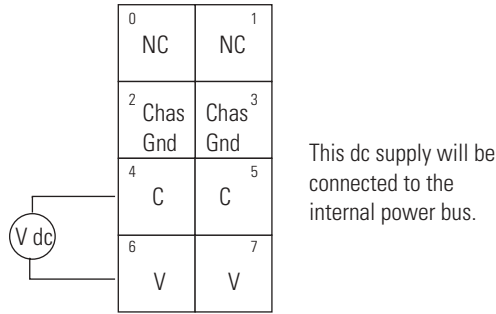 0 1
NC NC
2 Chas Chas 3
Gnd Gnd
4 5
C C
V dc
6 7
V V
This dc supply will be
connected to the
internal power bus.